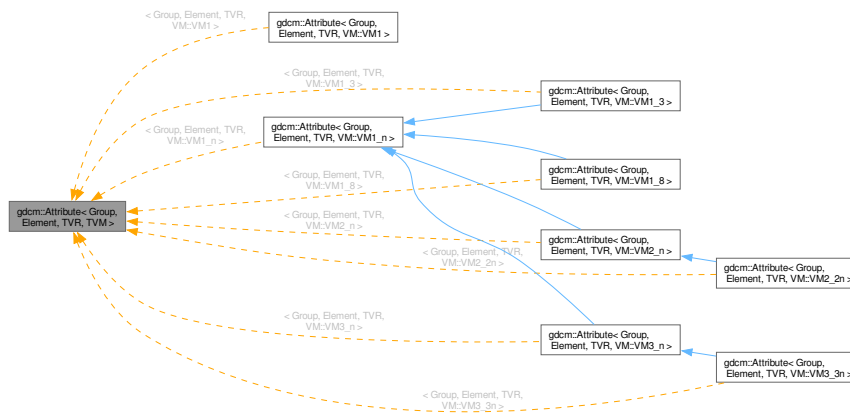 < Group, Element, TVR,
VM::VM1 >
gdcm::Attribute< Group,
Element, TVR, VM::VM1 >
< Group, Element, TVR,
VM::VM1_3 >
gdcm::Attribute< Group,
Element, TVR, VM::VM1_3 >
< Group, Element, TVR,
VM::VM1_n >
gdcm::Attribute< Group,
Element, TVR, VM::VM1_n >
< Group, Element, TVR,
VM::VM1_8 >
gdcm::Attribute< Group,
Element, TVR, VM::VM1_8 >
gdcm::Attribute< Group,
Element, TVR, TVM >
< Group, Element, TVR,
VM::VM2_n >
gdcm::Attribute< Group,
Element, TVR, VM::VM2_n >
< Group, Element, TVR,
VM::VM2_2n >
gdcm::Attribute< Group,
Element, TVR, VM::VM2_2n >
< Group, Element, TVR,
VM::VM3_n >
gdcm::Attribute< Group,
Element, TVR, VM::VM3_n >
gdcm::Attribute< Group,
Element, TVR, VM::VM3_3n >
< Group, Element, TVR,
VM::VM3_3n >